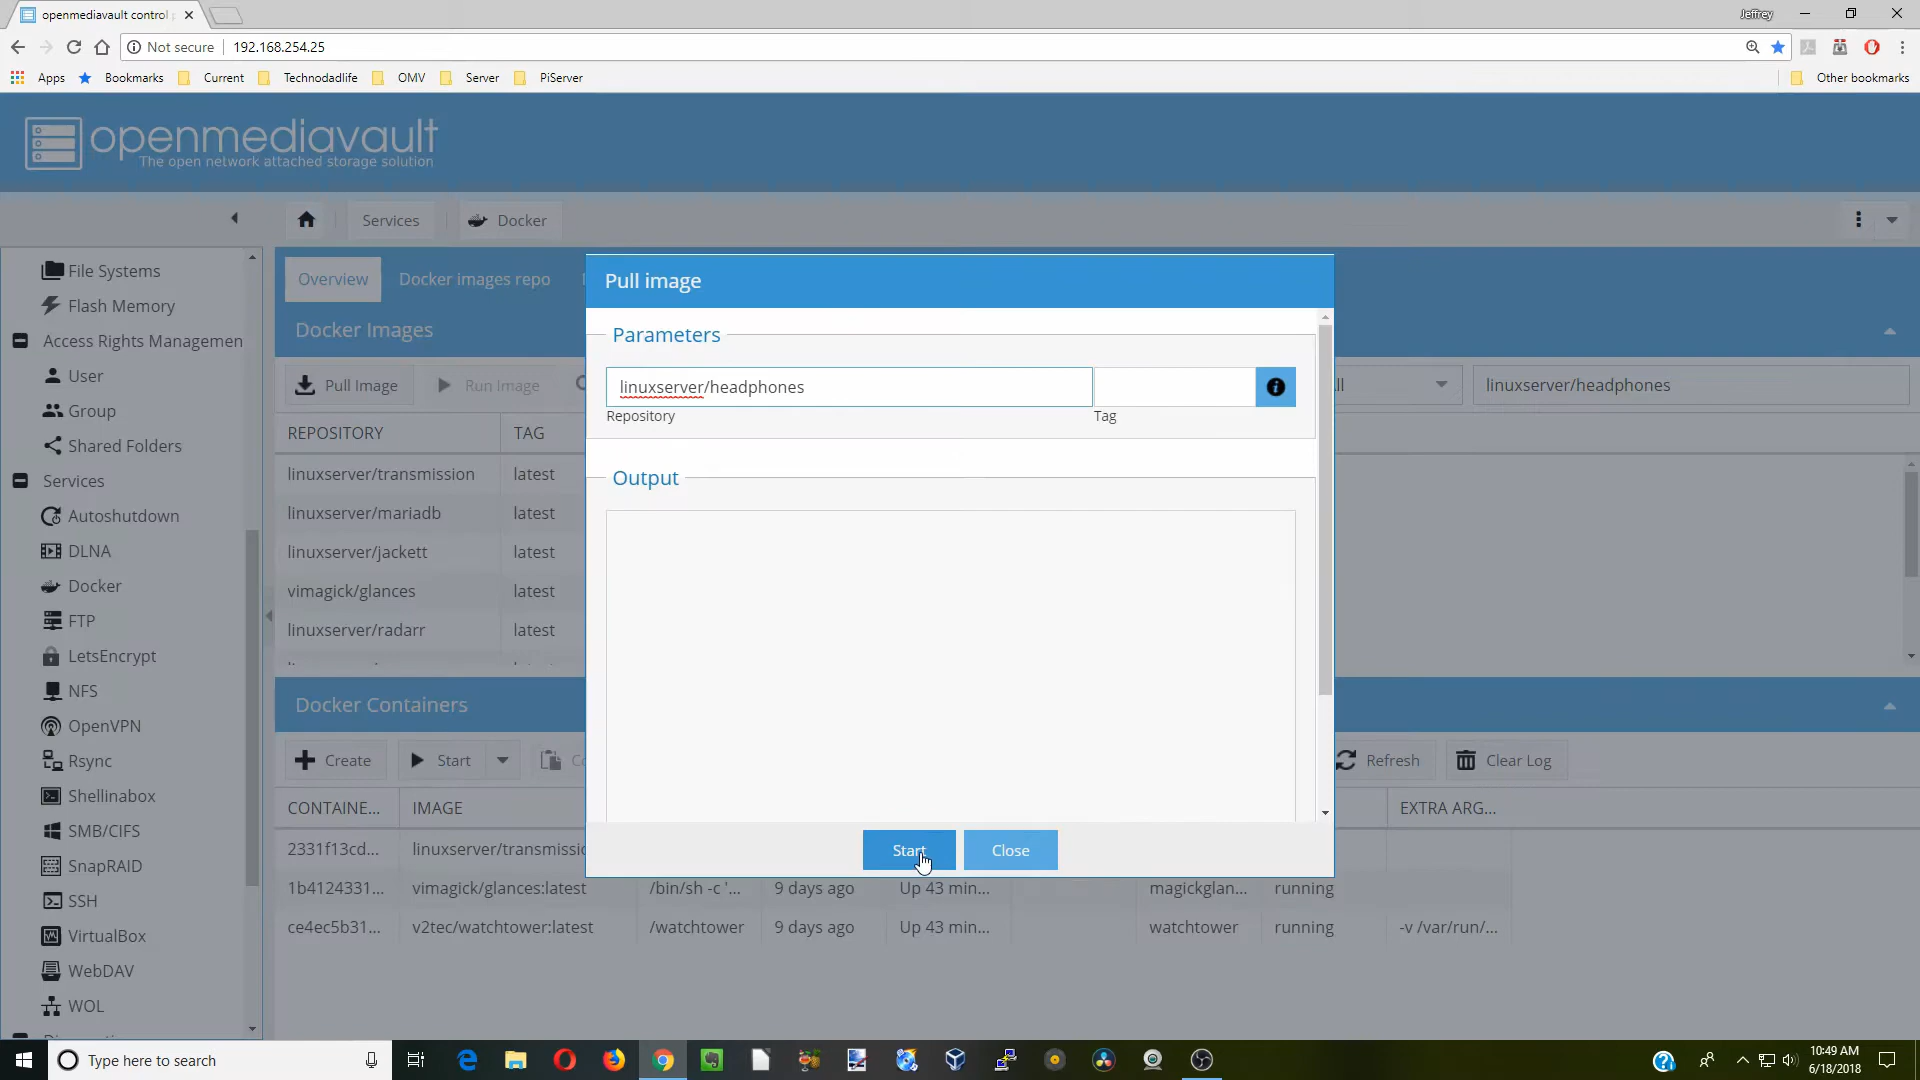 openmediavault control
Jeffrey
Not secure
192.168.254.25
Apps
Bookmarks
Current
Technodadlife
OMV
Server
PiServer
Other bookmarks
openmediavault
The open network attached storage solution
Services
Docker
File Systems
Flash Memory
Access Rights Managemen
User
Group
Shared Folders
Services
Autoshutdown
DLNA
Docker
FTP
LetsEncrypt
NFS
OpenVPN
Rsync
Shellinabox
SMB/CIFS
SnapRAID
SSH
VirtualBox
WebDAV
WOL
Overview
Docker images repo
Docker Images
Pull Image
Run Image
linuxserver/headphones
REPOSITORY
TAG
linuxserver/transmission
latest
linuxserver/mariadb
latest
linuxserver/jackett
latest
vimagick/glances
latest
linuxserver/radarr
latest
Pull image
Parameters
linuxserver/headphones
Repository
Tag
Output
Start
Close
Docker Containers
Create
Start
Refresh
Clear Log
CONTAINE...
IMAGE
EXTRA ARG...
2331f13cd...
linuxserver/transmissio
1b4124331...
vimagick/glances:latest
/bin/sh -c '...
9 days ago
Up 43 min...
magickglan...
running
ce4ec5b31...
v2tec/watchtower:latest
/watchtower
9 days ago
Up 43 min...
watchtower
running
-v /var/run/...
Type here to search
10:49 AM
6/18/2018